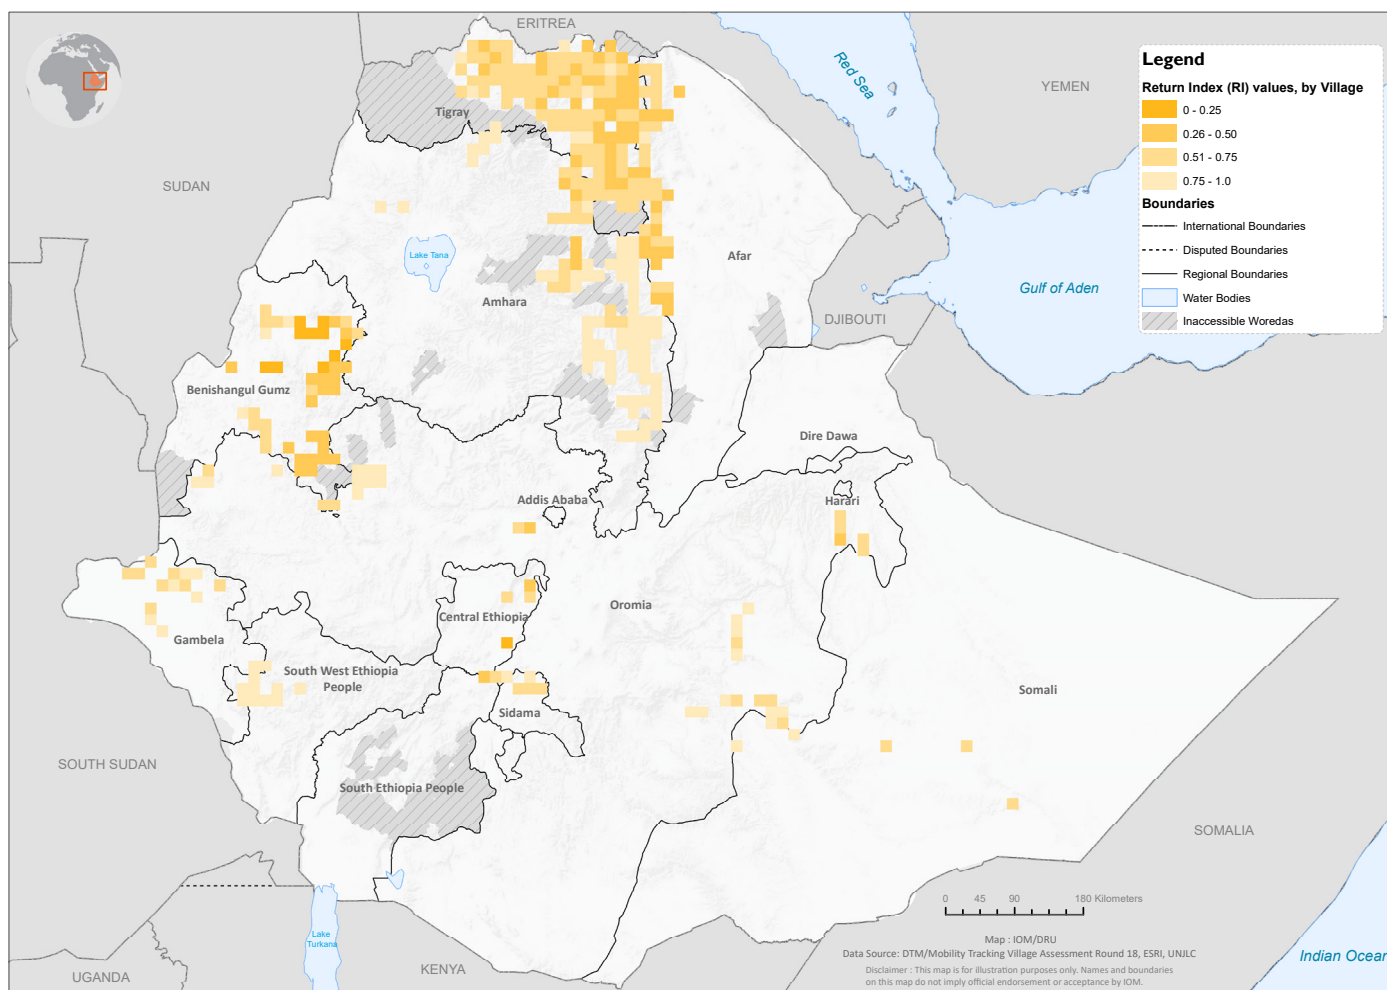 ERITREA
Red Sea
YEMEN
Legend
Return Index (RI) values, by Village
0 - 0.25
0.26 - 0.50
0.51 - 0.75
0.75 - 1.0
Boundaries
International Boundaries
Disputed Boundaries
Regional Boundaries
Water Bodies
Inaccessible Woredas
Tigray
SUDAN
Lake Tana
Afar
Amhara
Gulf of Aden
DJIBOUTI
Benishangul Gumz
Dire Dawa
Addis Ababa
Harari
Oromia
Central Ethiopia
Gambela
South West Ethiopia
People
Somali
Sidama
SOUTH SUDAN
South Ethiopia People
SOMALIA
0 45 90 180 Kilometers
Lake
Turkana
Map : IOM/DRU
Data Source: DTM/Mobility Tracking Village Assessment Round 18, ESRI, UNJLC
Disclaimer : This map is for illustration purposes only. Names and boundaries
on this map do not imply official endorsement or acceptance by IOM.
Indian Ocean
UGANDA
KENYA